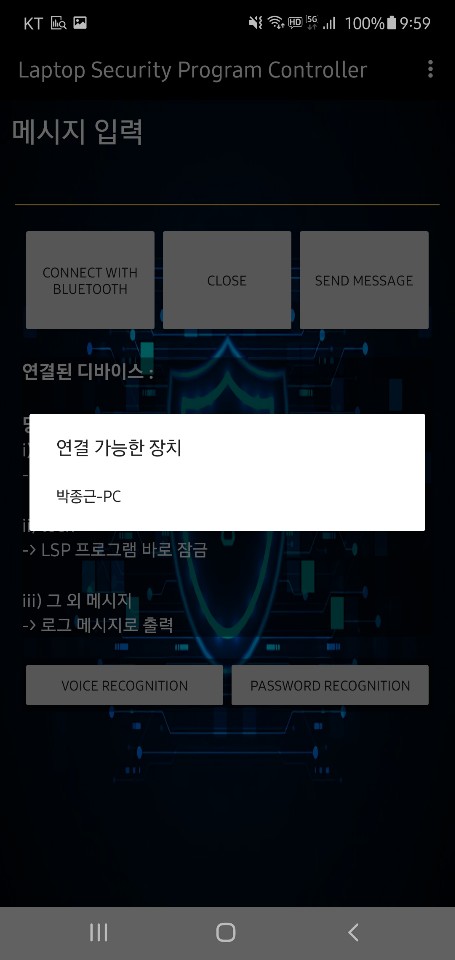 KT HD 5G 100% 9:59
Laptop Security Program Controller
메시지 입력
CONNECT WITH
BLUETOOTH
CLOSE
SEND MESSAGE
연결된 디바이스 :
연결 가능한 장치
박종근-PC
-> LSP 프로그램 바로 잠금
iii) 그 외 메시지
-> 로그 메시지로 출력
VOICE RECOGNITION
PASSWORD RECOGNITION